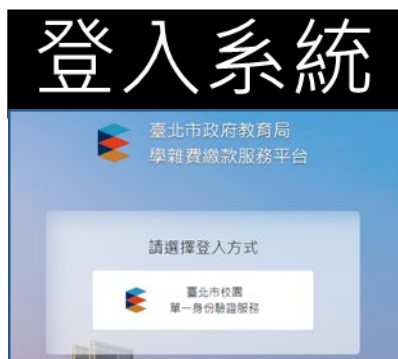 登入系統
臺北市政府教育局
學雜費繳款服務平台
請選擇登入方式
臺北市校園
單一身份驗證服務